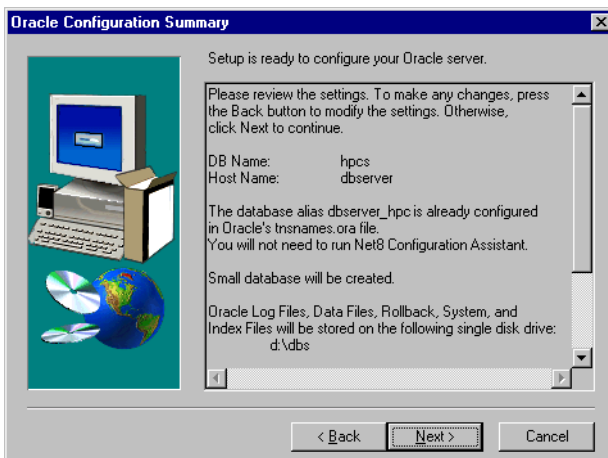 Oracle Configuration Summary
Setup is ready to configure your Oracle server.
Please review the settings. To make any changes, press
the Back button to modify the settings. Otherwise,
click Next to continue.
DB Name: hpcs
Host Name: dbserver
The database alias dbserver_hpc is already configured
in Oracle's tnsnames.ora file.
You will not need to run Net8 Configuration Assistant.
Small database will be created.
Oracle Log Files, Data Files, Rollback, System, and
Index Files will be stored on the following single disk drive:
d:\dbs
< Back Next > Cancel